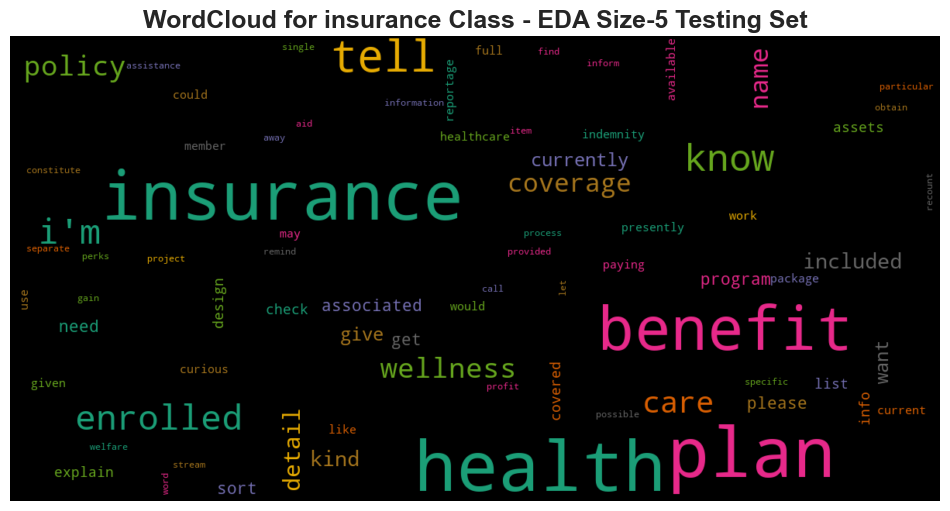 WordCloud for insurance Class - EDA Size-5 Testing Set
single
tell
full
find
available
name
policy
assistance
inform
reportage
particular
could
information
obtain
aid
item
assets
away
healthcare
indemnity
member
currently
know
constitute
insurance
coverage
recount
i'm
work
may
process
presently
separate
perks
project
remind
provided
included
paying
program
package
use
gain
design
call
let
check
associated
would
benefit
need
give
get
want
curious
wellness
given
profit
covered
specific
list
care
please
info
current
enrolled
detail
like
possible
welfare
kind
health
plan
explain
stream
word
sort